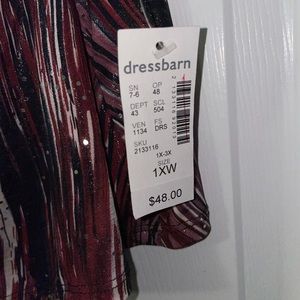 dressbarn
SN OP
7-6 48
DEPT SCL
43 504
VEN FS
1134 DRS
SKU
2133116
1X-3X
SIZE
1XW
$48.00